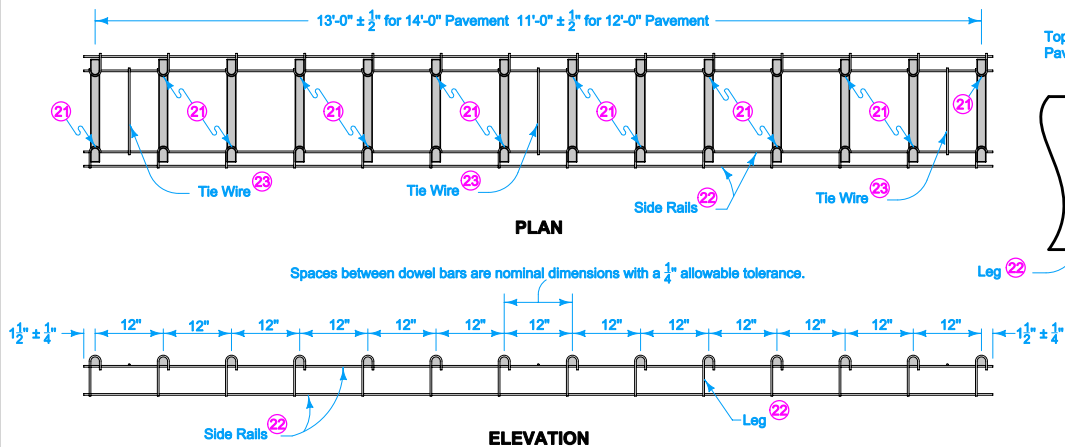 13'-0" ± 1/2" for 14'-0" Pavement 11'-0" ± 1/2" for 12'-0" Pavement
Top
Pav
21 21 21 21 21 21 21
Tie Wire 23
Tie Wire 23
Side Rails 22
Tie Wire 23
PLAN
Leg 22
Spaces between dowel bars are nominal dimensions with a 1/4" allowable tolerance.
1 1/2" ± 1/4" 12" 12" 12" 12" 12" 12" 12" 12" 12" 12" 12" 12" 12" 1 1/2" ± 1/4"
Side Rails 22
Leg 22
ELEVATION